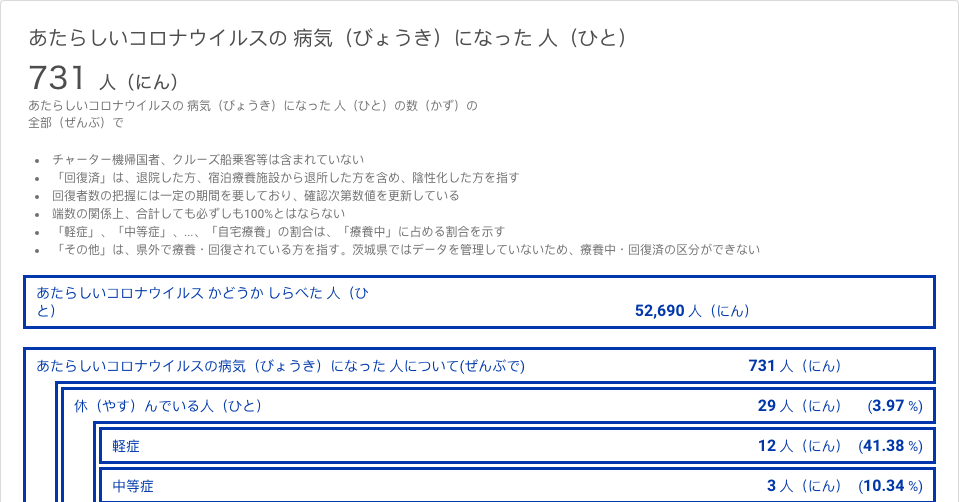 あたらしいコロナウイルスの 病気（びょうき）になった 人（ひと）
731 人（にん）
あたらしいコロナウイルスの 病気（びょうき）になった 人（ひと）の数（かず）の
全部（ぜんぶ）で
• チャーター機帰国者、クルーズ船乗客等は含まれていない
• 「回復済」は、退院した方、宿泊療養施設から退所した方を含め、陰性化した方を指す
• 回復者数の把握には一定の期間を要しており、確認次第数値を更新している
• 端数の関係上、合計しても必ずしも100%とはならない
• 「軽症」、「中等症」、...、「自宅療養」の割合は、「療養中」に占める割合を示す
• 「その他」は、県外で療養・回復されている方を指す。茨城県ではデータを管理していないため、療養中・回復済の区分ができない
あたらしいコロナウイルス かどうか しらべた 人（ひ
と） 52,690 人（にん）
あたらしいコロナウイルスの病気（びょうき）になった 人について(ぜんぶで) 731 人（にん）
休（やす）んでいる人（ひと） 29 人（にん） (3.97 %)
軽症 12 人（にん） (41.38 %)
中等症 3 人（にん） (10.34 %)